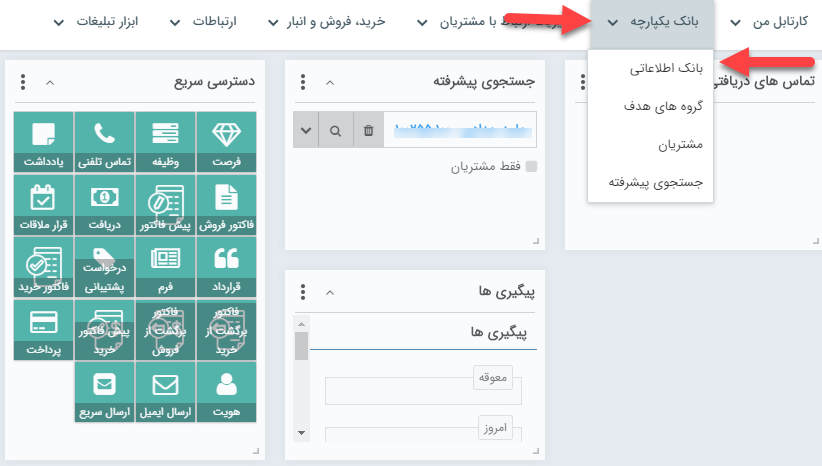 کارتابل من
بانک یکپارچه
ارتباط با مشتریان
خرید، فروش و انبار
ارتباطات
ابزار تبلیغات
بانک اطلاعاتی
گروه های هدف
مشتریان
جستجوی پیشرفته
تماس های دریافتی
جستجوی پیشرفته
فقط مشتریان
پیگیری ها
پیگیری ها
معوقه
امروز
دسترسی سریع
فرصت
وظیفه
تماس تلفنی
یادداشت
فاکتور فروش
پیش فاکتور
دریافت
قرار ملاقات
قرارداد
فرم
درخواست پشتیبانی
فاکتور خرید
فاکتور برگشت از خرید
فاکتور برگشت از فروش
پیش فاکتور خرید
پرداخت
هویت
ارسال ایمیل
ارسال سریع